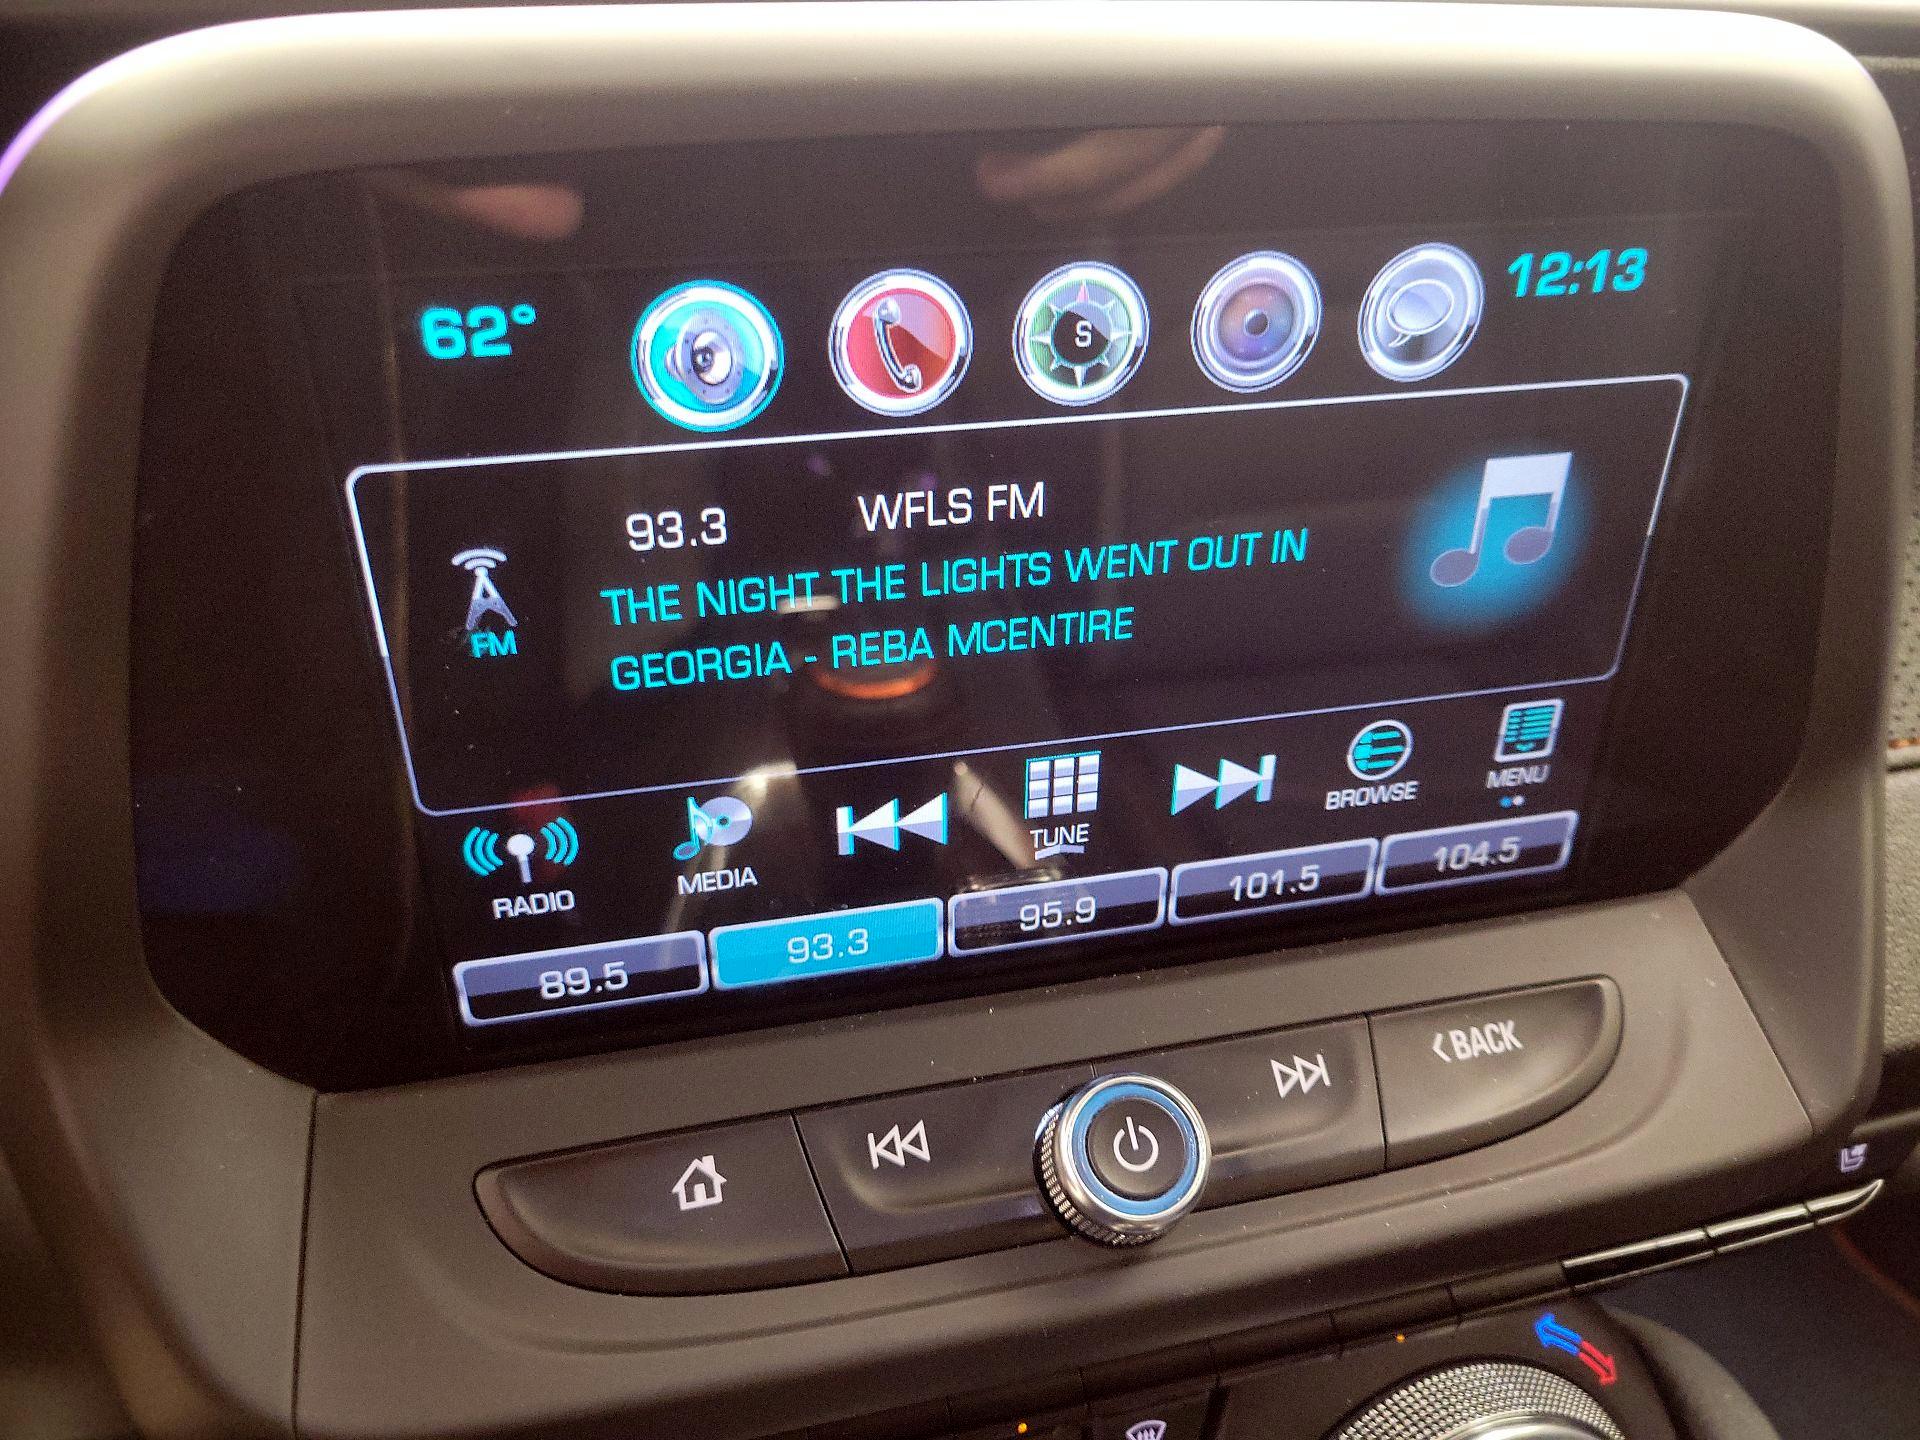 62° 12:13
S
93.3 WFLS FM
THE NIGHT THE LIGHTS WENT OUT IN
GEORGIA - REBA MCENTIRE
FM
RADIO MEDIA TUNE BROWSE MENU
89.5 93.3 95.9 101.5 104.5
<BACK